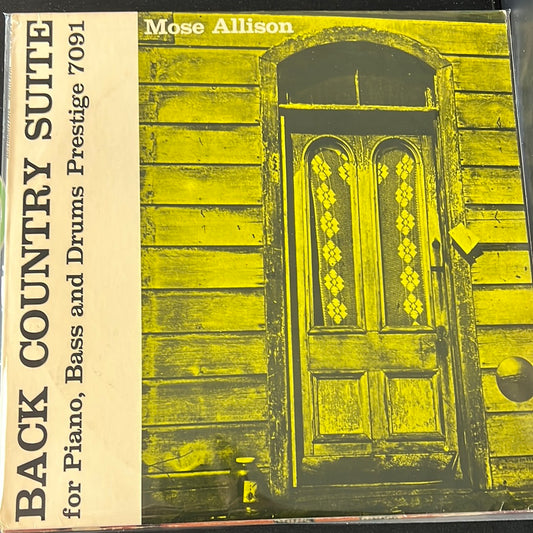 BACK COUNTRY SUITE
for Piano, Bass and Drums Prestige 7091
Mose Allison